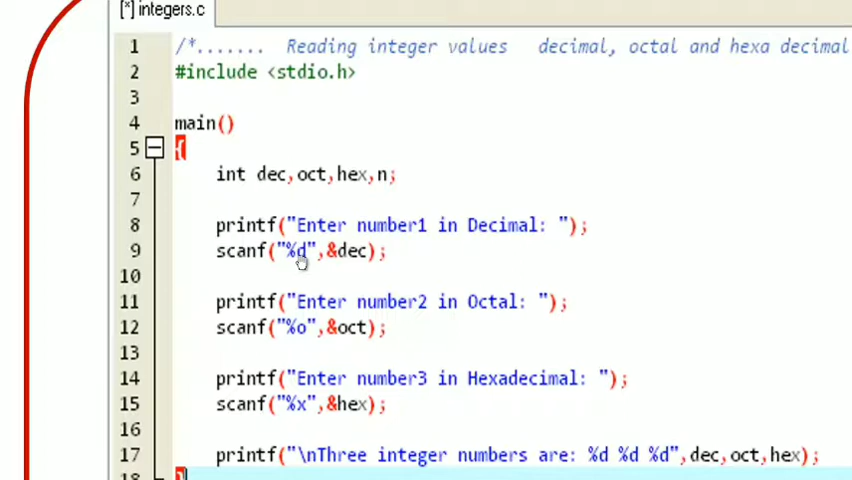 [*] integers.c
1 /*....... Reading integer values decimal, octal and hexa decimal
2 #include <stdio.h>
3
4 main()
5 {
6 int dec,oct,hex,n;
7
8 printf("Enter number1 in Decimal: ");
9 scanf("%d",&dec);
10
11 printf("Enter number2 in Octal: ");
12 scanf("%o",&oct);
13
14 printf("Enter number3 in Hexadecimal: ");
15 scanf("%x",&hex);
16
17 printf("\nThree integer numbers are: %d %d %d",dec,oct,hex);
18 }